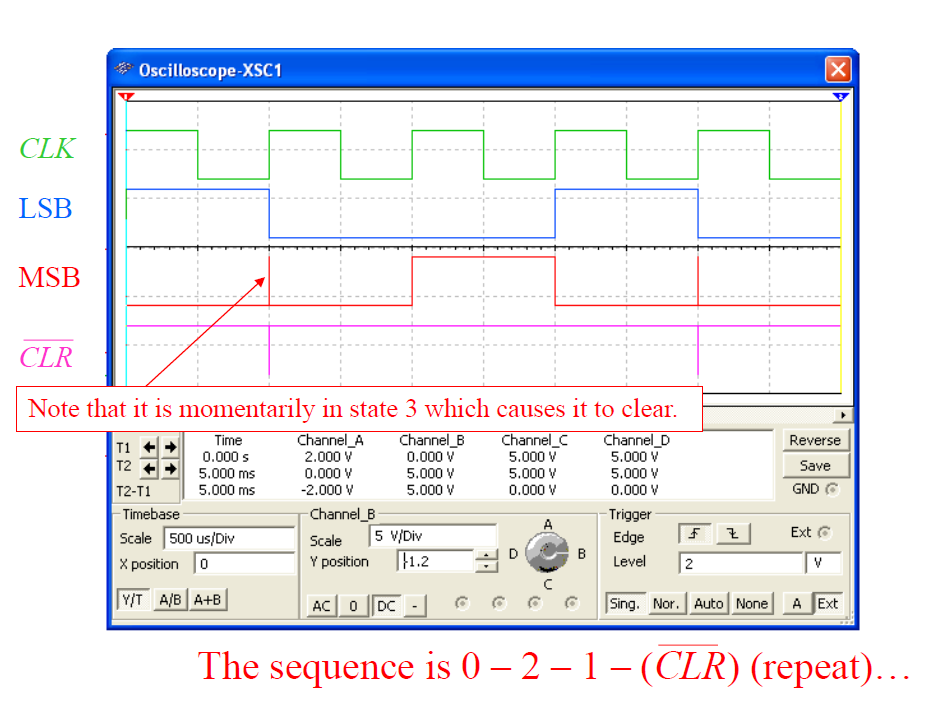 Oscilloscope-XSC1
1 2
CLK
LSB
MSB
CLR
Note that it is momentarily in state 3 which causes it to clear.
Time Channel_A Channel_B Channel_C Channel_D
T1 0.000 s 2.000 V 0.000 V 5.000 V 5.000 V
T2 5.000 ms 0.000 V 5.000 V 5.000 V 5.000 V
T2-T1 5.000 ms -2.000 V 5.000 V 0.000 V 0.000 V
Reverse
Save
GND
Timebase
Scale 500 us/Div
X position 0
Y/T A/B A+B
Channel_B
Scale 5 V/Div
Y position -1.2
AC 0 DC -
A
D B
C
Trigger
Edge Ext
Level 2 V
Sing. Nor. Auto None A Ext
The sequence is 0 – 2 – 1 – (CLR) (repeat)…